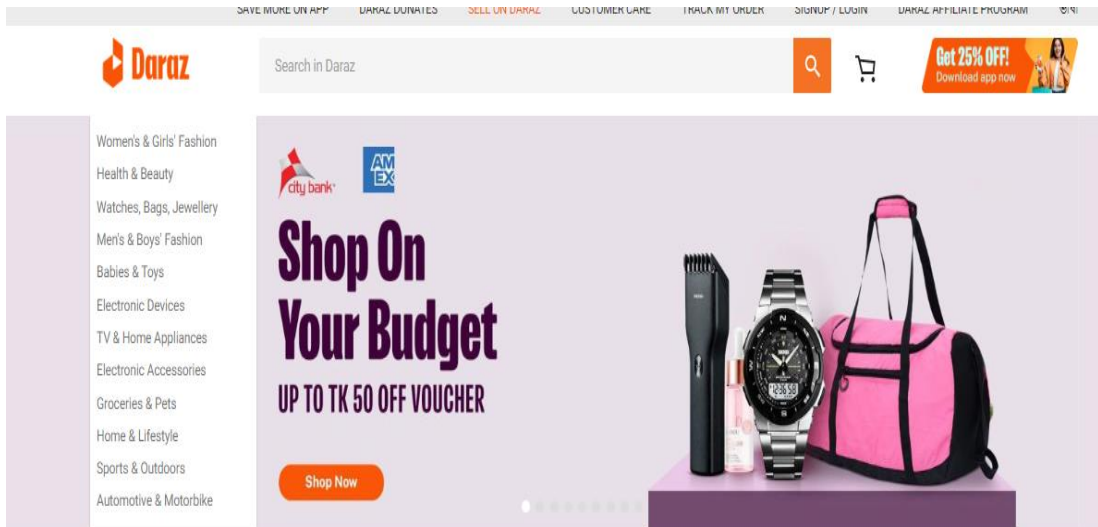 SAVE MORE ON APP DARAZ DONATES SELL ON DARAZ CUSTOMER CARE TRACK MY ORDER SIGNUP / LOGIN DARAZ AFFILIATE PROGRAM ভাষা
Daraz
Search in Daraz
Get 25% OFF!
Download app now
Women's & Girls' Fashion
Health & Beauty
Watches, Bags, Jewellery
Men's & Boys' Fashion
Babies & Toys
Electronic Devices
TV & Home Appliances
Electronic Accessories
Groceries & Pets
Home & Lifestyle
Sports & Outdoors
Automotive & Motorbike
city bank
AM
EX
Shop On
Your Budget
UP TO TK 50 OFF VOUCHER
Shop Now